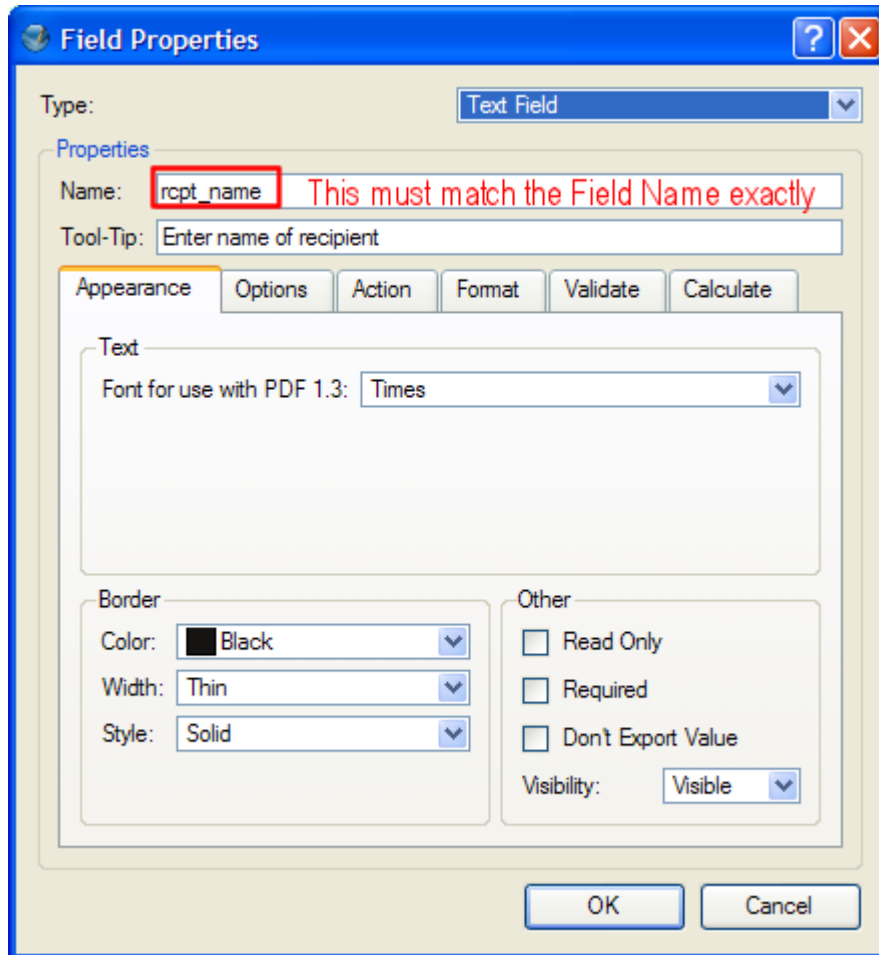 Field Properties
Type: Text Field
Properties
Name: rcpt_name This must match the Field Name exactly
Tool-Tip: Enter name of recipient
Appearance Options Action Format Validate Calculate
Text
Font for use with PDF 1.3: Times
Border Other
Color: Black Read Only
Width: Thin Required
Style: Solid Don't Export Value
Visibility: Visible
OK Cancel